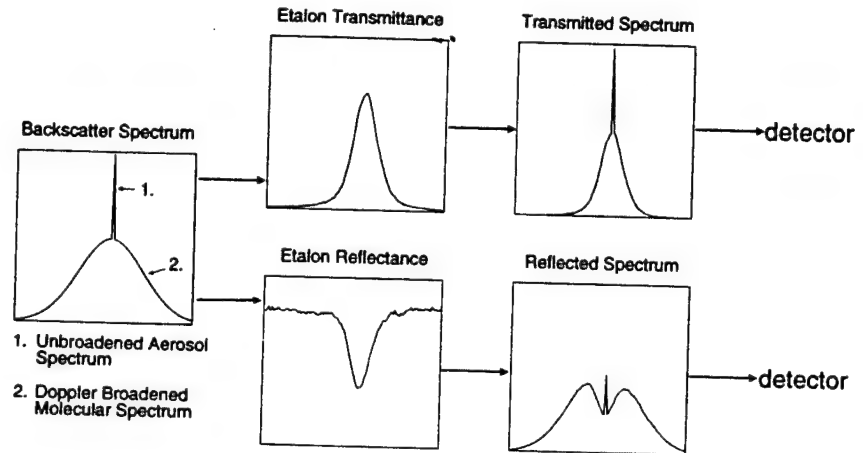 Etalon Transmittance
Transmitted Spectrum
Backscatter Spectrum
detector
1.
2.
Etalon Reflectance
Reflected Spectrum
1. Unbroadened Aerosol
Spectrum
2. Doppler Broadened
Molecular Spectrum
detector